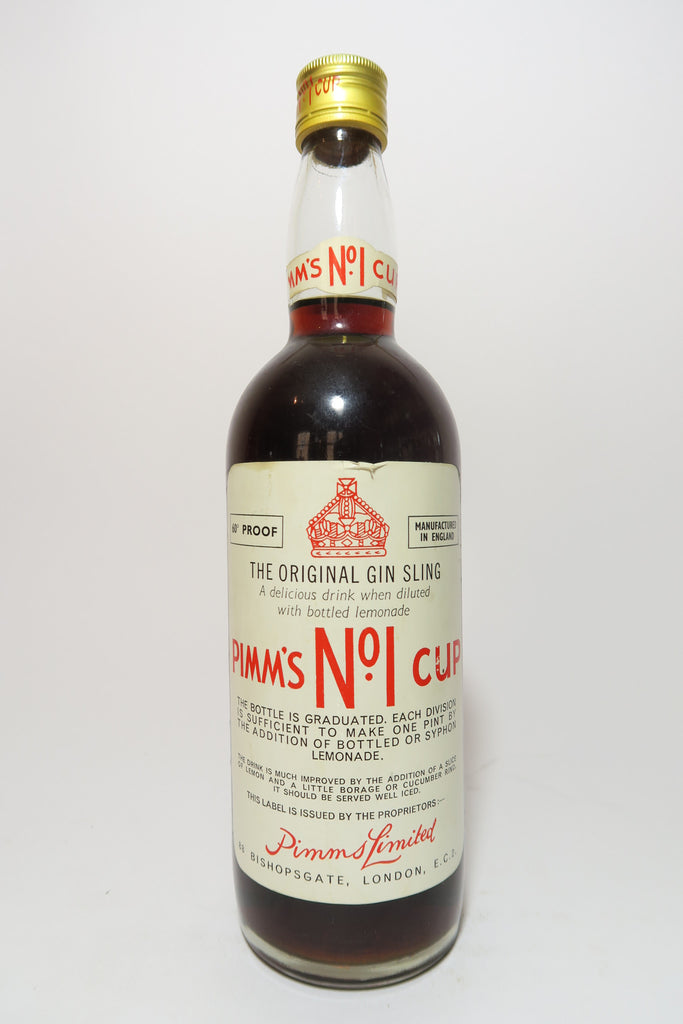 1 CUP
MM'S No.1 CU
60° PROOF
MANUFACTURED
IN ENGLAND
THE ORIGINAL GIN SLING
A delicious drink when diluted
with bottled lemonade
PIMM'S No.1 CUP
THE BOTTLE IS GRADUATED. EACH DIVISION
IS SUFFICIENT TO MAKE ONE PINT BY
THE ADDITION OF BOTTLED OR SYPHON
LEMONADE.
THE DRINK IS MUCH IMPROVED BY THE ADDITION OF A SLICE
OF LEMON AND A LITTLE BORAGE OR CUCUMBER RIND.
IT SHOULD BE SERVED WELL ICED.
THIS LABEL IS ISSUED BY THE PROPRIETORS:—
Pimms Limited
BISHOPSGATE, LONDON, E.C.2.